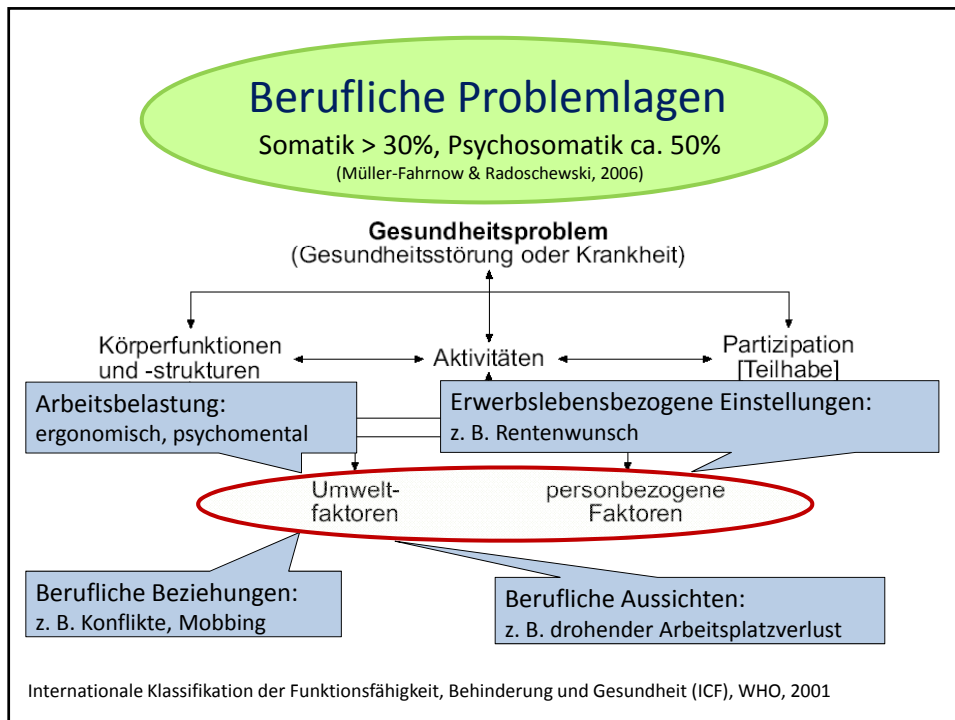 Berufliche Problemlagen
Somatik > 30%, Psychosomatik ca. 50%
(Müller-Fahrnow & Radoschewski, 2006)
Gesundheitsproblem
(Gesundheitsstörung oder Krankheit)
Körperfunktionen
und -strukturen
Aktivitäten
Partizipation
[Teilhabe]
Arbeitsbelastung:
ergonomisch, psychomental
Erwerbslebensbezogene Einstellungen:
z. B. Rentenwunsch
Umwelt-
faktoren
personbezogene
Faktoren
Berufliche Beziehungen:
z. B. Konflikte, Mobbing
Berufliche Aussichten:
z. B. drohender Arbeitsplatzverlust
Internationale Klassifikation der Funktionsfähigkeit, Behinderung und Gesundheit (ICF), WHO, 2001